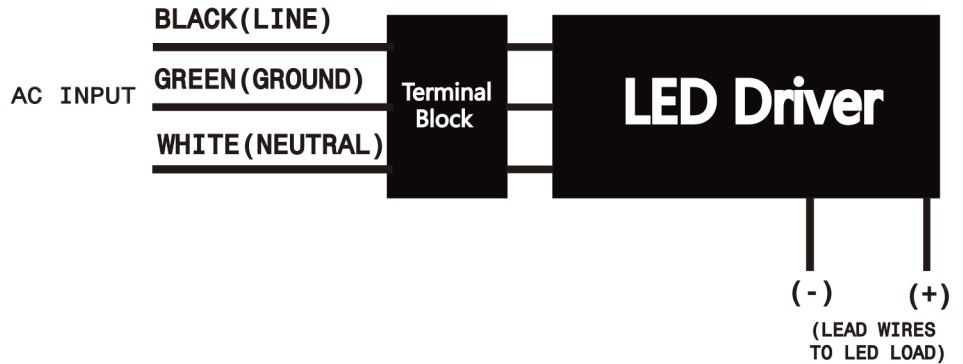 BLACK(LINE)
AC INPUT
GREEN(GROUND)
WHITE(NEUTRAL)
Terminal
Block
LED Driver
(-)
(+)
(LEAD WIRES
TO LED LOAD)